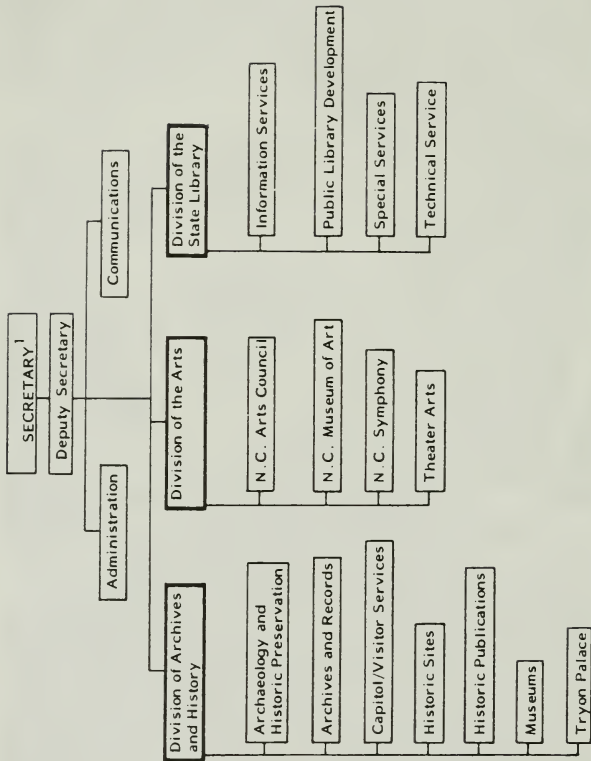 SECRETARY¹
Deputy Secretary
Administration
Communications
Division of Archives
and History
Archaeology and
Historic Preservation
Archives and Records
Capitol/Visitor Services
Historic Sites
Historic Publications
Museums
Tryon Palace
Division of the Arts
N.C. Arts Council
N.C. Museum of Art
N.C. Symphony
Theater Arts
Division of the
State Library
Information Services
Public Library Development
Special Services
Technical Service